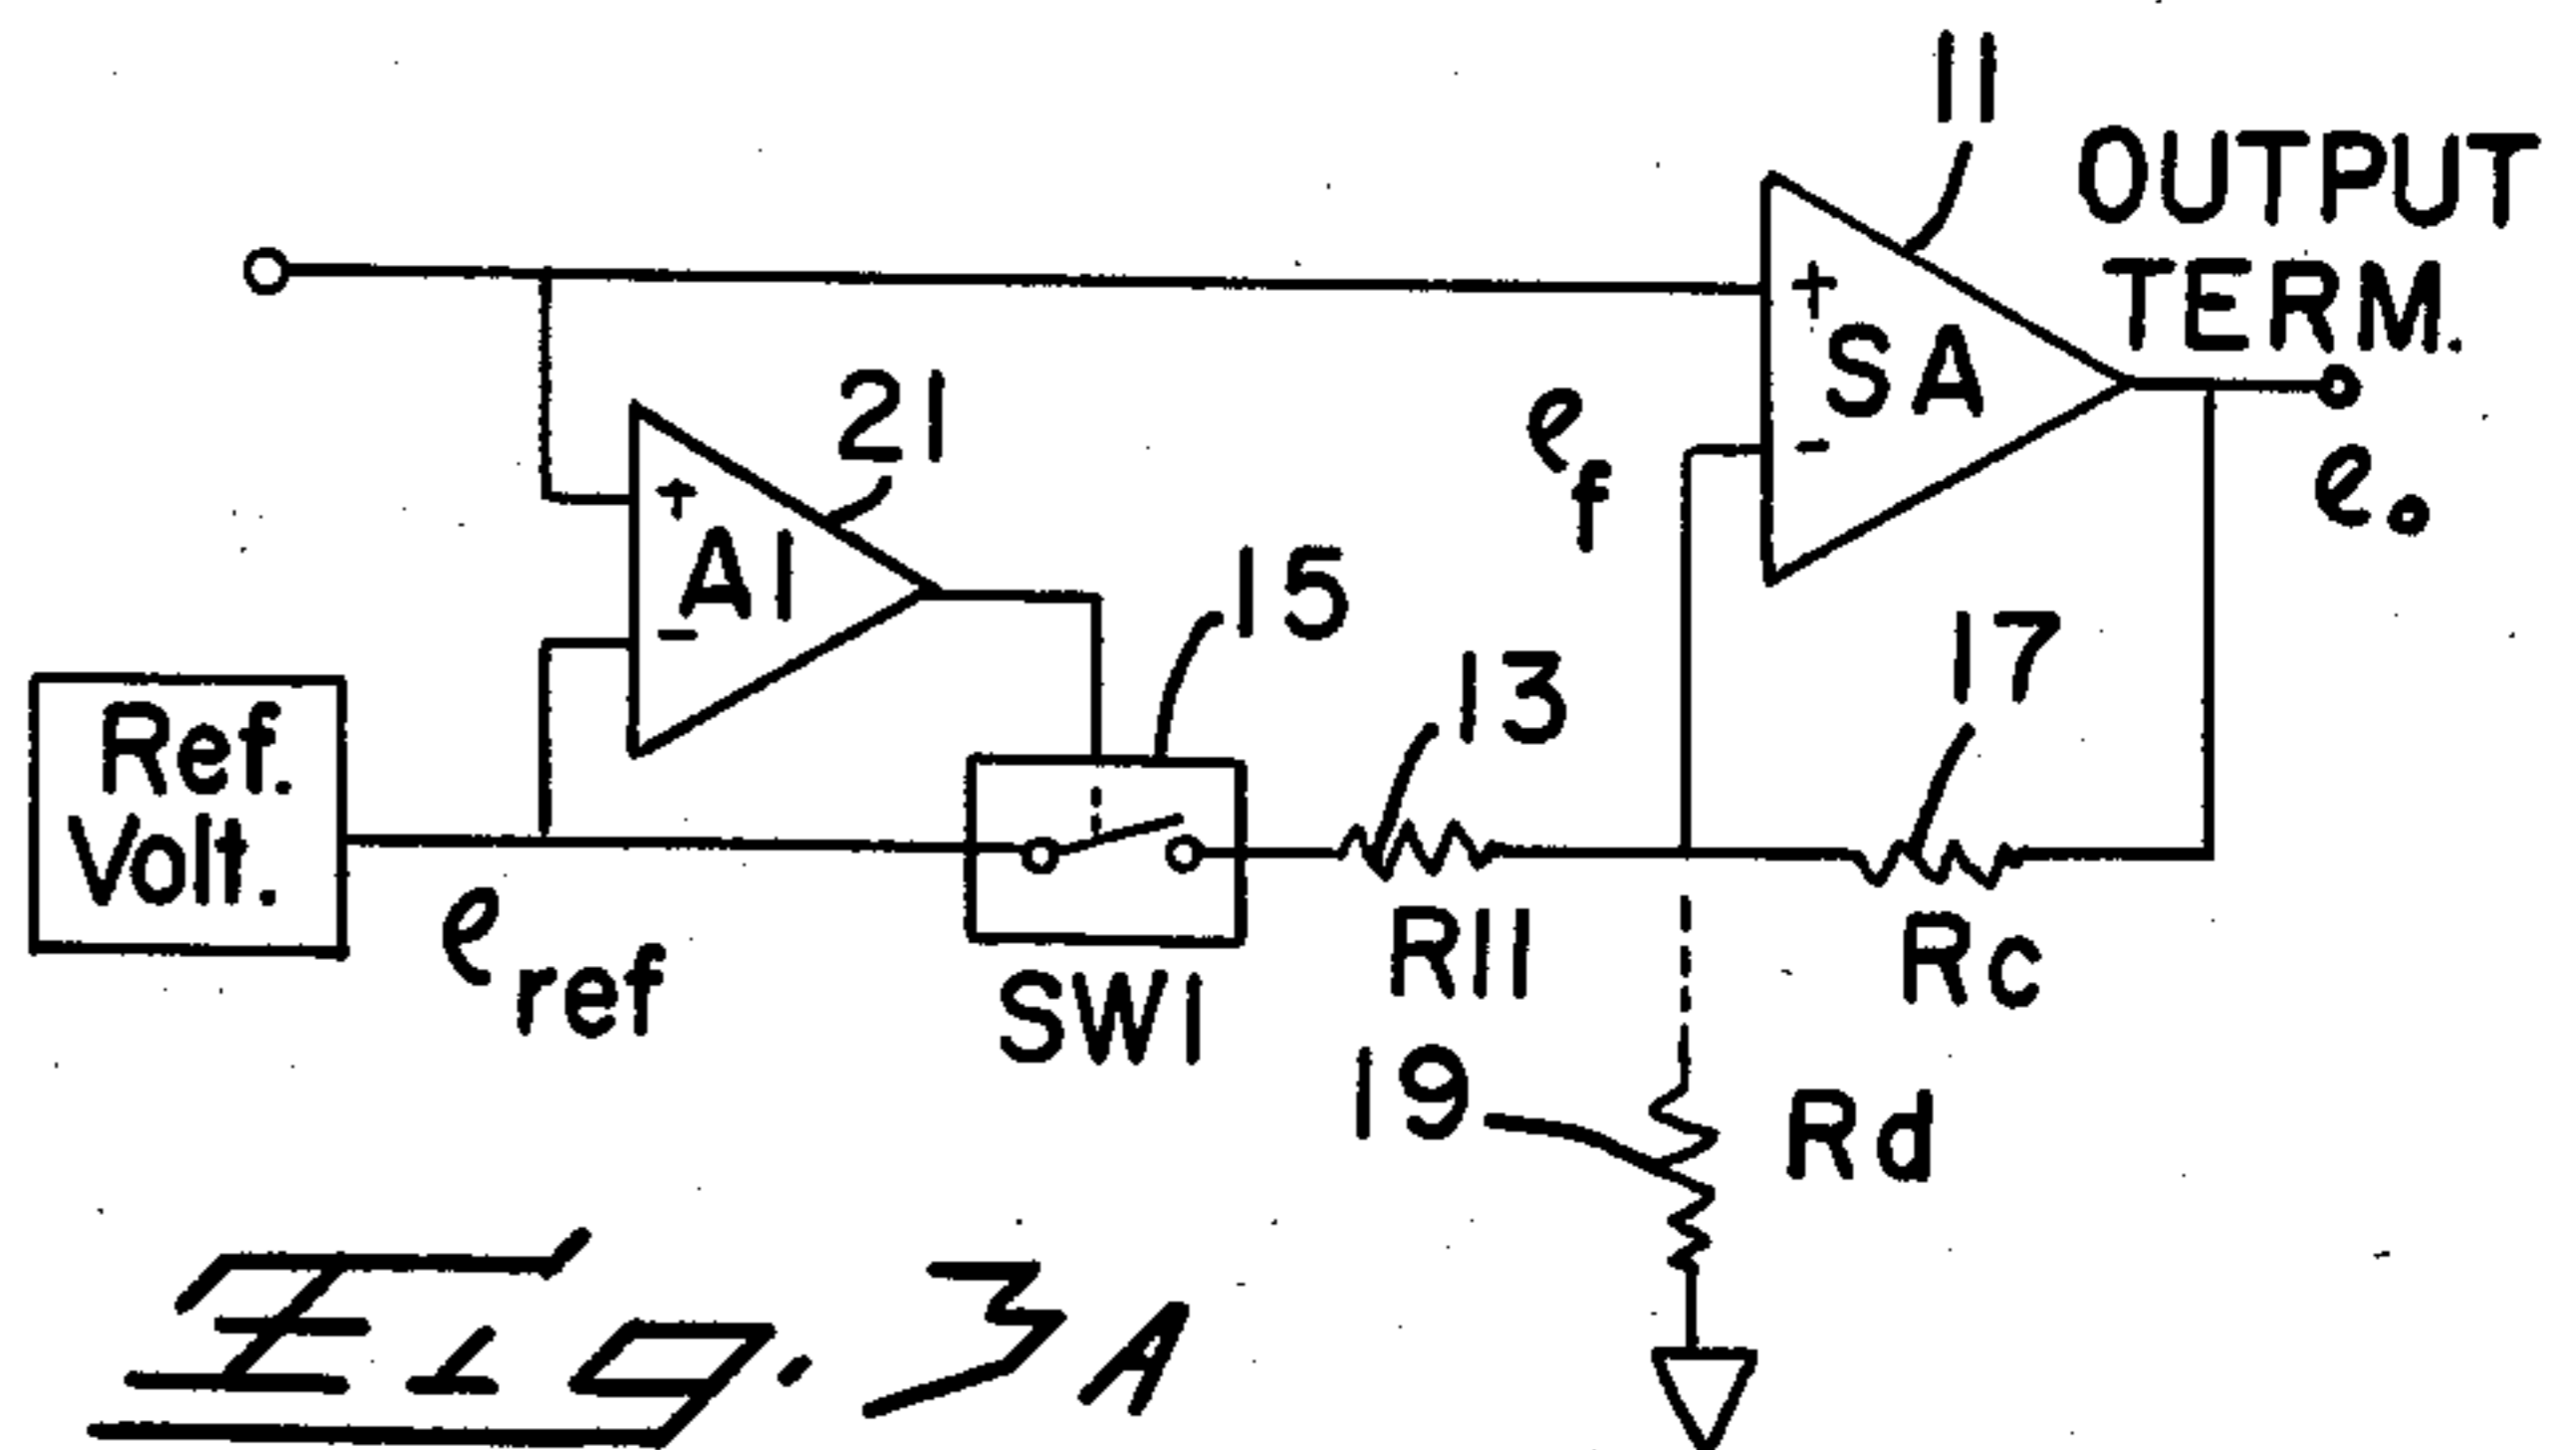 11
OUTPUT
TERM.
+
SA
-
ef
eo
21
+
A1
-
15
13
17
Ref.
Volt.
eref
SW1
R11
Rc
19
Rd
Fig. 3A